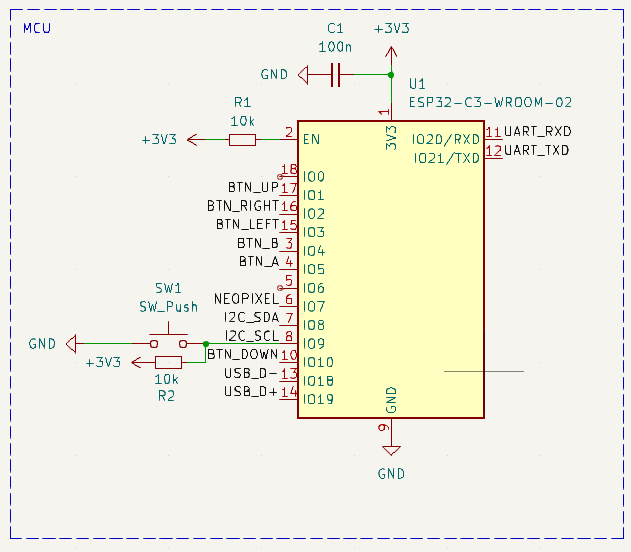 MCU
C1
100n
+3V3
GND
U1
ESP32-C3-WROOM-02
R1
10k
+3V3
1
3V3
2 EN
IO20/RXD 11 UART_RXD
IO21/TXD 12 UART_TXD
18 IO0
BTN_UP 17 IO1
BTN_RIGHT 16 IO2
BTN_LEFT 15 IO3
BTN_B 3 IO4
BTN_A 4 IO5
5 IO6
NEOPIXEL 6 IO7
I2C_SDA 7 IO8
I2C_SCL 8 IO9
BTN_DOWN 10 IO10
USB_D- 13 IO18
USB_D+ 14 IO19
SW1
SW_Push
GND
+3V3
10k
R2
GND
9
GND